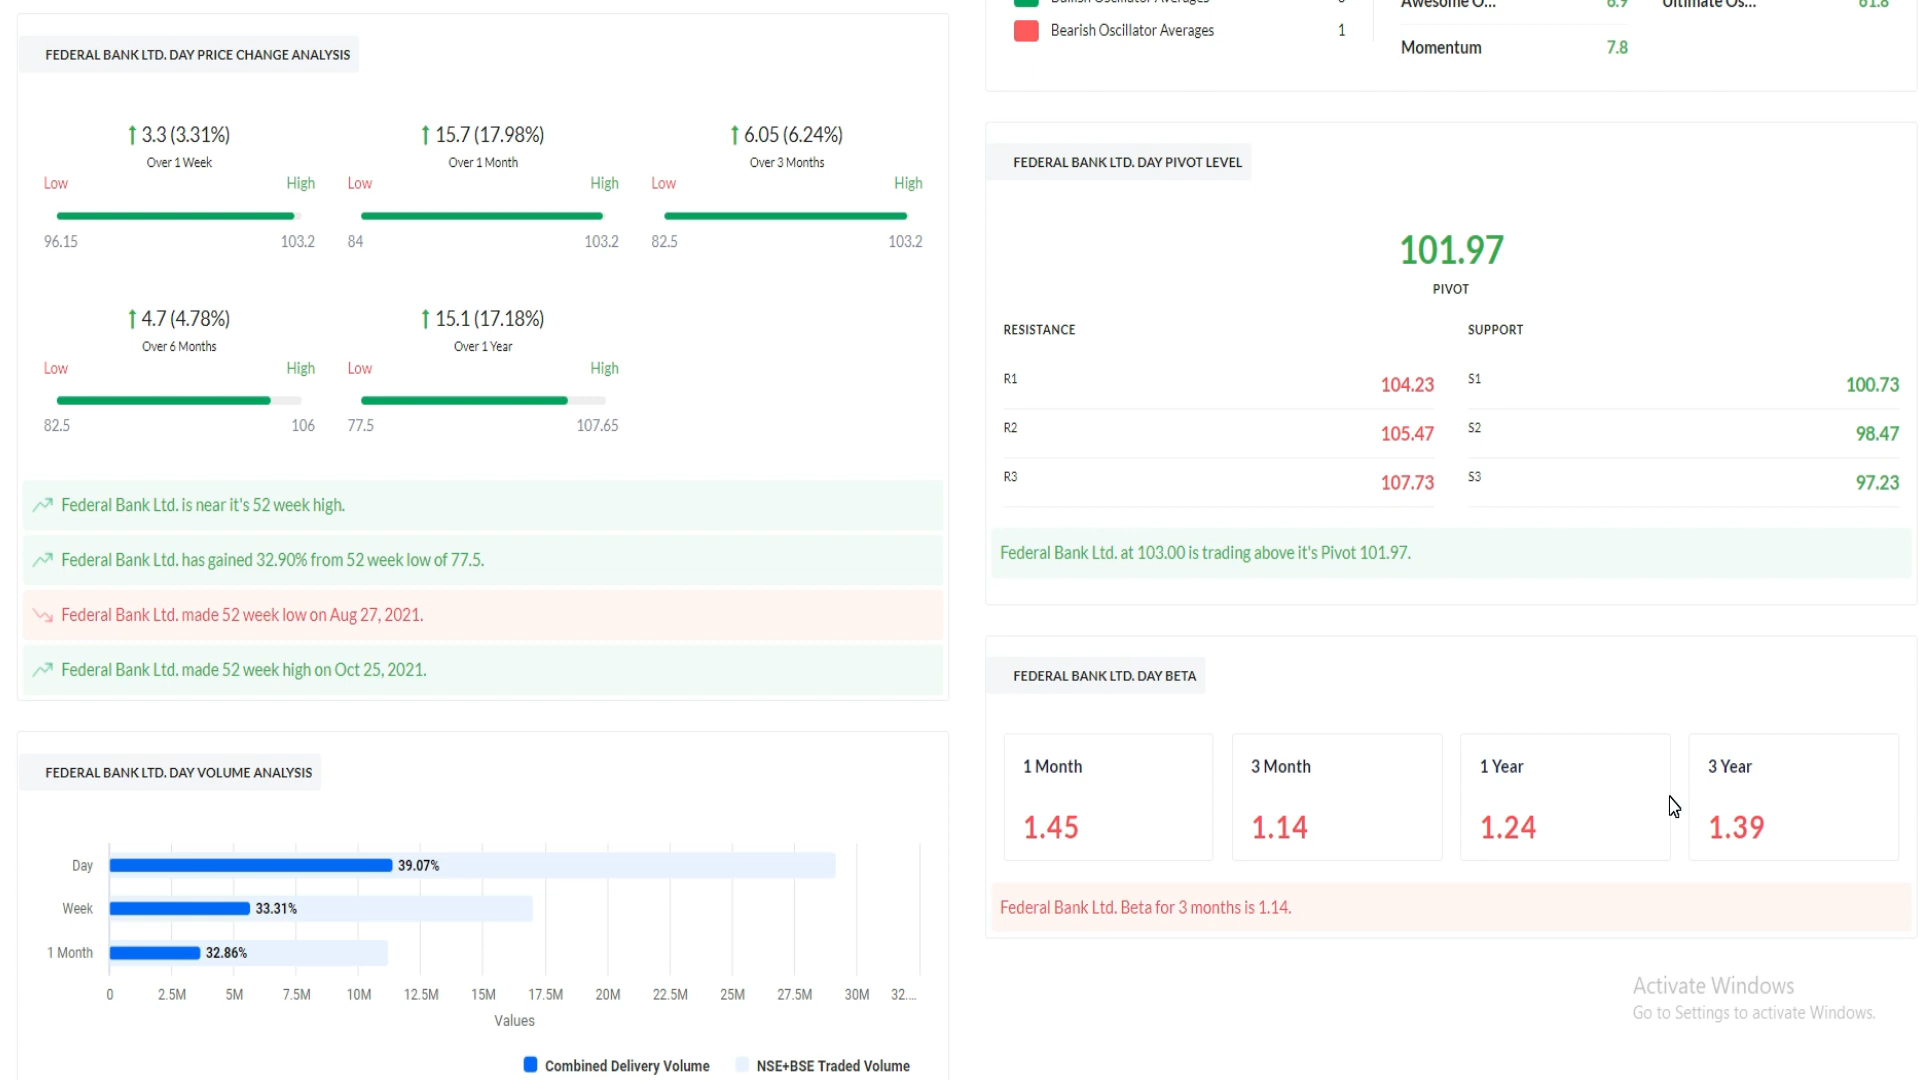 Bearish Oscillator Averages 1
Momentum 7.8
FEDERAL BANK LTD. DAY PRICE CHANGE ANALYSIS
3.3 (3.31%) 15.7 (17.98%) 6.05 (6.24%)
Over 1 Week Over 1 Month Over 3 Months
Low High Low High Low High
96.15 103.2 84 103.2 82.5 103.2
4.7 (4.78%) 15.1 (17.18%)
Over 6 Months Over 1 Year
Low High Low High
82.5 106 77.5 107.65
Federal Bank Ltd. is near it's 52 week high.
Federal Bank Ltd. has gained 32.90% from 52 week low of 77.5.
Federal Bank Ltd. made 52 week low on Aug 27, 2021.
Federal Bank Ltd. made 52 week high on Oct 25, 2021.
FEDERAL BANK LTD. DAY VOLUME ANALYSIS
Day 39.07%
Week 33.31%
1 Month 32.86%
0 2.5M 5M 7.5M 10M 12.5M 15M 17.5M 20M 22.5M 25M 27.5M 30M 32....
Values
Combined Delivery Volume NSE+BSE Traded Volume
FEDERAL BANK LTD. DAY PIVOT LEVEL
101.97
PIVOT
RESISTANCE SUPPORT
R1 104.23 S1 100.73
R2 105.47 S2 98.47
R3 107.73 S3 97.23
Federal Bank Ltd. at 103.00 is trading above it's Pivot 101.97.
FEDERAL BANK LTD. DAY BETA
1 Month 3 Month 1 Year 3 Year
1.45 1.14 1.24 1.39
Federal Bank Ltd. Beta for 3 months is 1.14.
Activate Windows
Go to Settings to activate Windows.